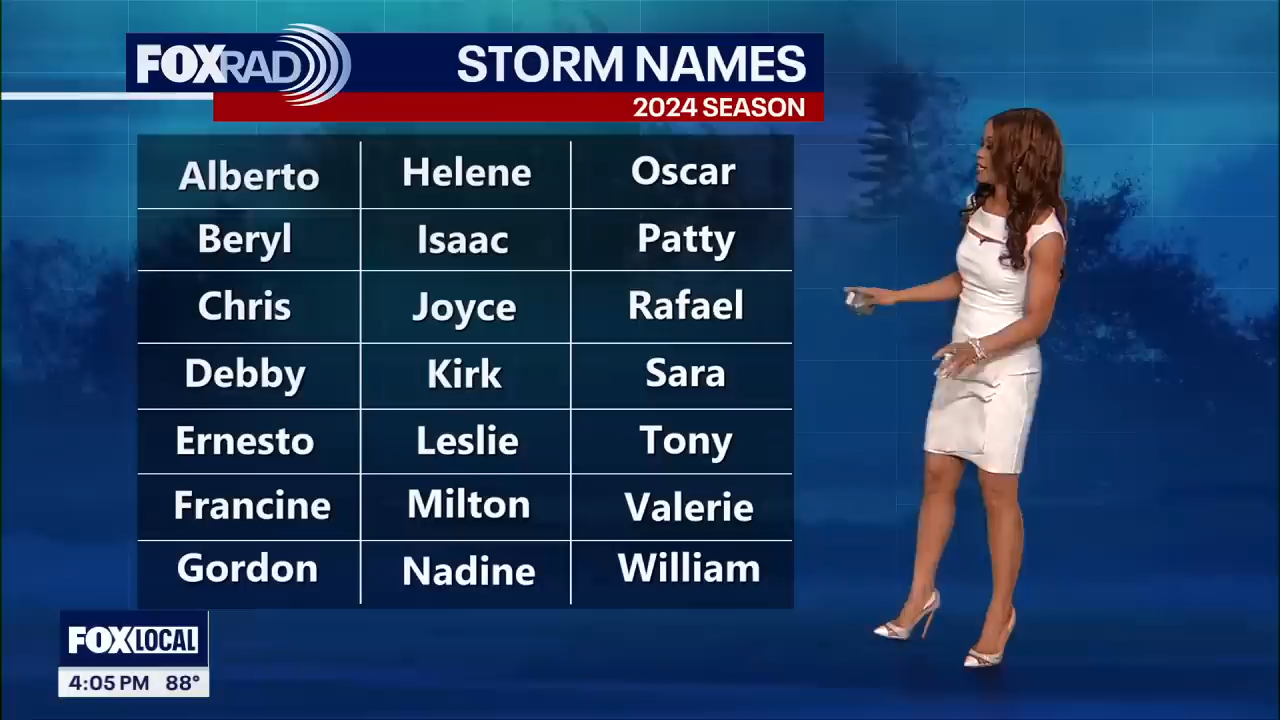 FOXRAD
STORM NAMES
2024 SEASON
Alberto Helene Oscar
Beryl Isaac Patty
Chris Joyce Rafael
Debby Kirk Sara
Ernesto Leslie Tony
Francine Milton Valerie
Gordon Nadine William
FOX LOCAL
4:05 PM 88°